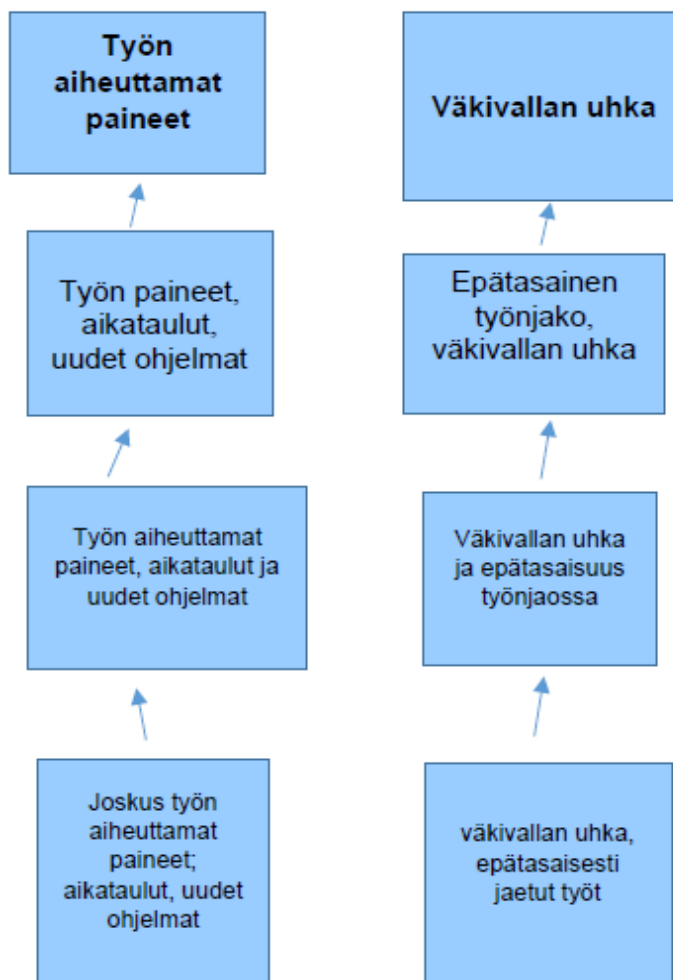 Työn
aiheuttamat
paineet
Väkivallan uhka
Työn paineet,
aikataulut,
uudet ohjelmat
Epätasainen
työnjako,
väkivallan uhka
Työn aiheuttamat
paineet, aikataulut ja
uudet ohjelmat
Väkivallan uhka
ja epätasaisuus
työnjaossa
Joskus työn
aiheuttamat
paineet;
aikataulut, uudet
ohjelmat
väkivallan uhka,
epätasaisesti
jaetut työt